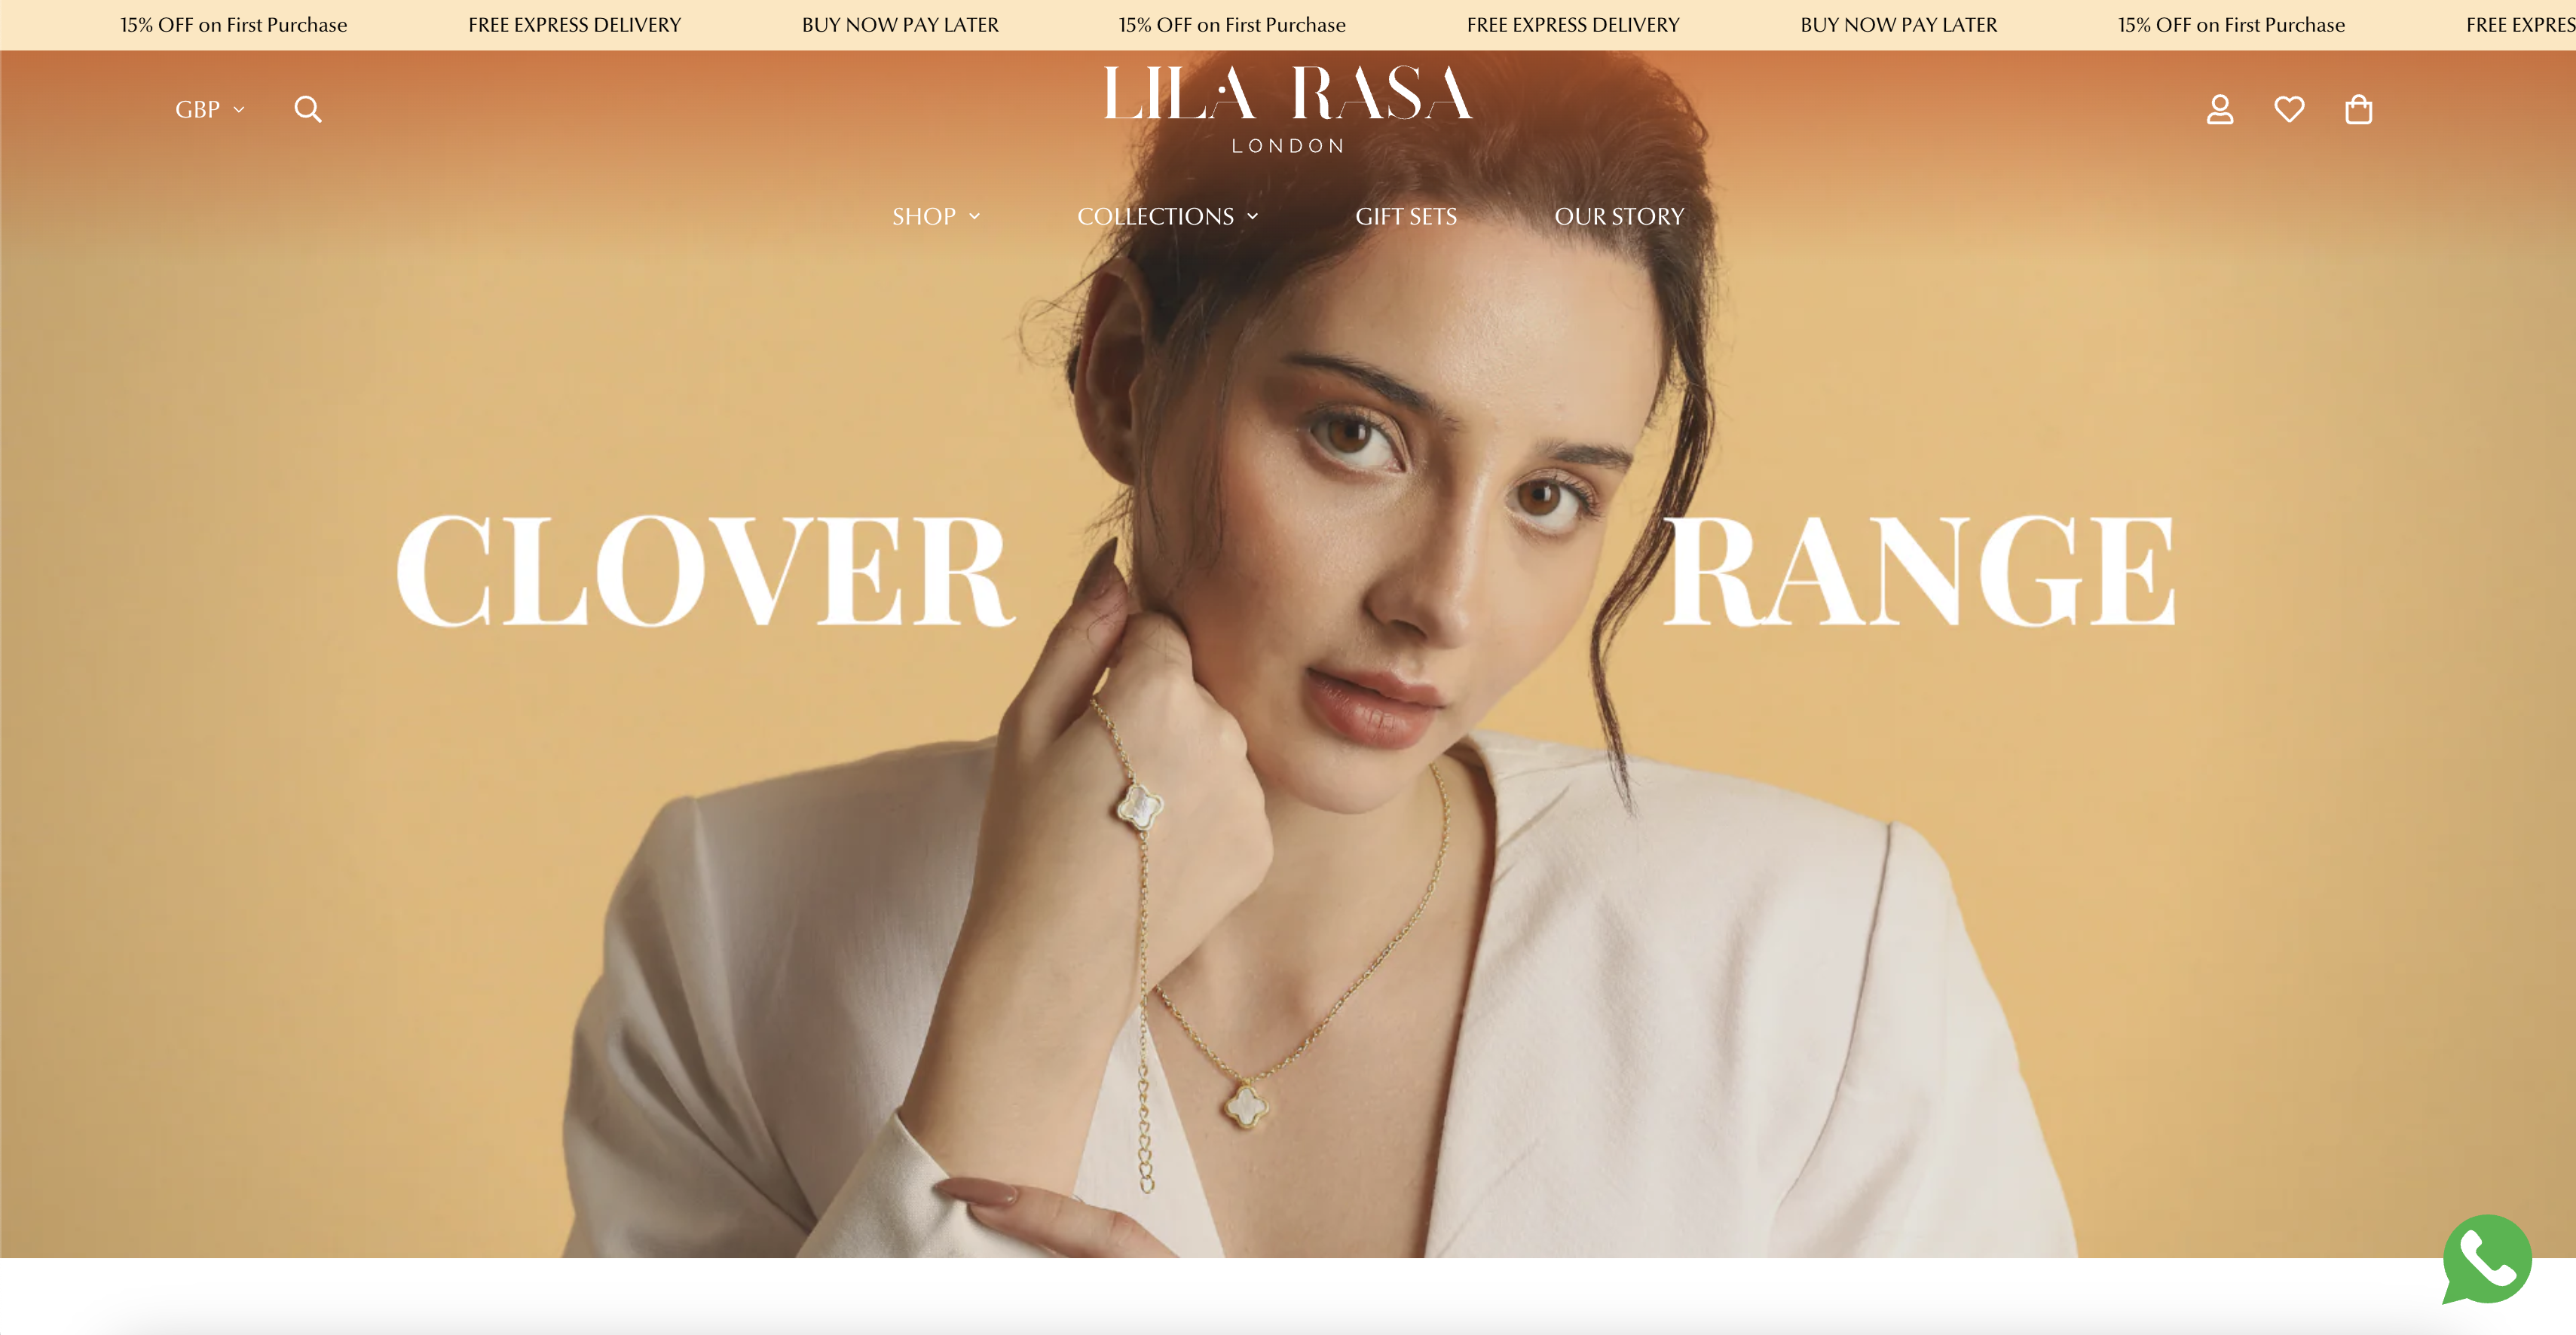 15% OFF on First Purchase FREE EXPRESS DELIVERY BUY NOW PAY LATER 15% OFF on First Purchase FREE EXPRESS DELIVERY BUY NOW PAY LATER 15% OFF on First Purchase FREE EXPRES
GBP
LILA RASA
LONDON
SHOP COLLECTIONS GIFT SETS OUR STORY
CLOVER RANGE